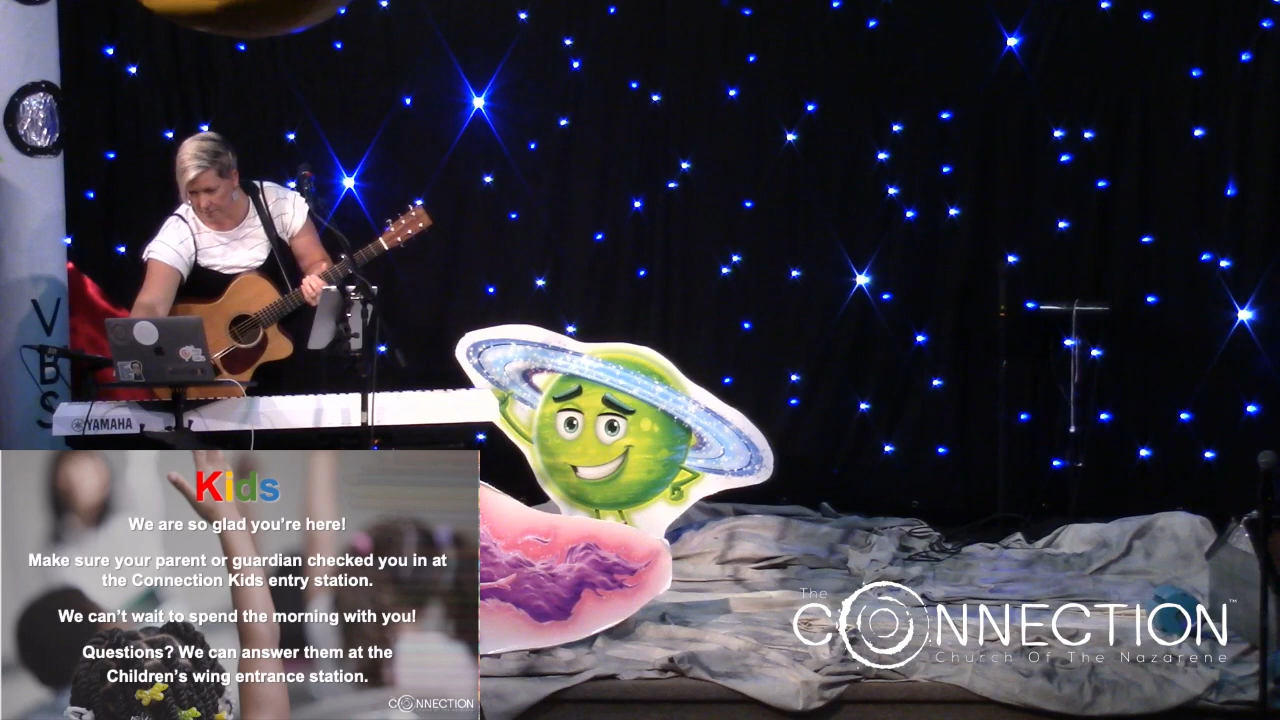 V
B
S
YAMAHA
Kids
We are so glad you’re here!
Make sure your parent or guardian checked you in at
the Connection Kids entry station.
We can’t wait to spend the morning with you!
Questions? We can answer them at the
Children’s wing entrance station.
CONNECTION
The
CONNECTION™
Church Of The Nazarene